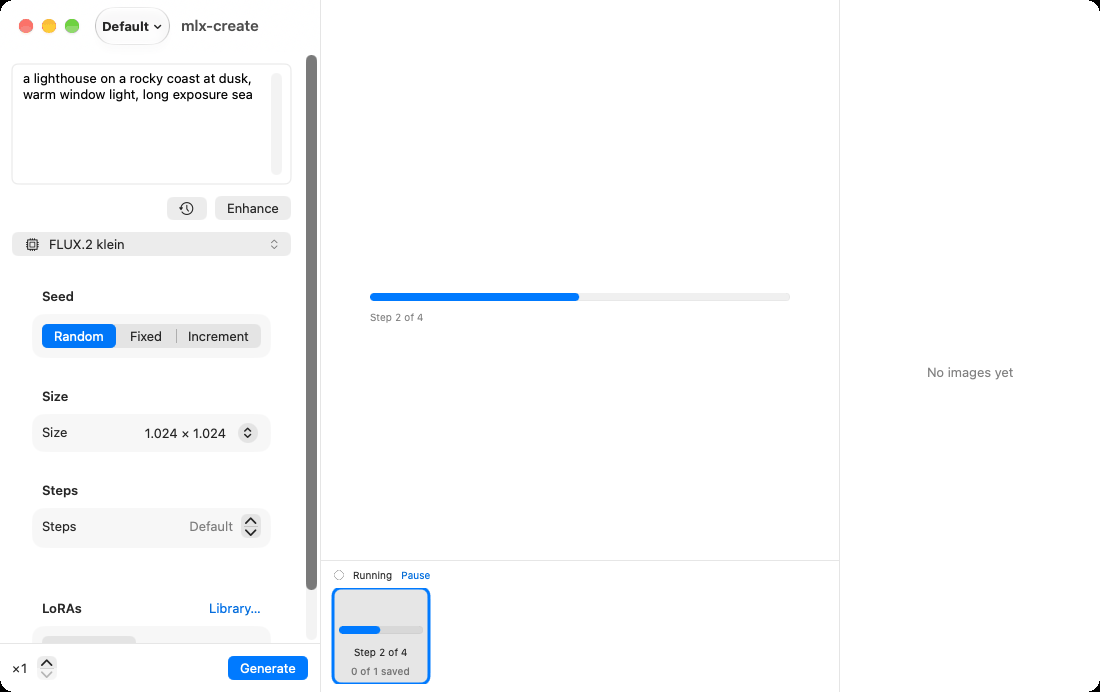 Default
mlx-create
a lighthouse on a rocky coast at dusk,
warm window light, long exposure sea
Enhance
FLUX.2 klein
Seed
Random
Fixed
Increment
Size
Size
1.024 × 1.024
Steps
Steps
Default
LoRAs
Library...
×1
Generate
Step 2 of 4
Running
Pause
Step 2 of 4
0 of 1 saved
No images yet